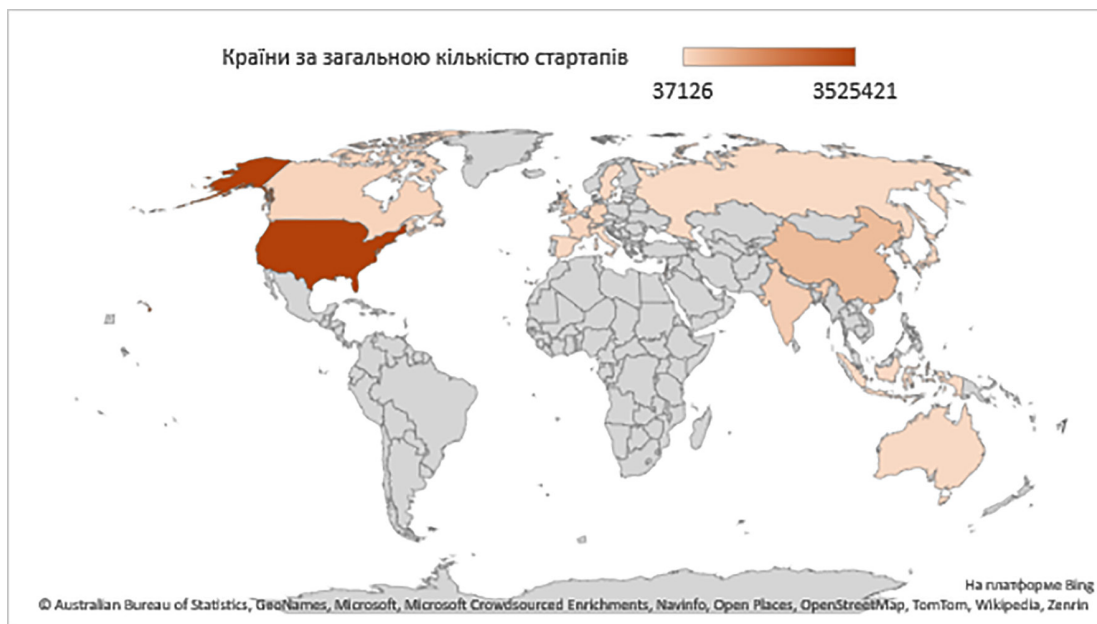 Країни за загальною кількістю стартапів
37126 3525421
На платформе Bing
© Australian Bureau of Statistics, GeoNames, Microsoft, Microsoft Crowdsourced Enrichments, Navinfo, Open Places, OpenStreetMap, TomTom, Wikipedia, Zenrin